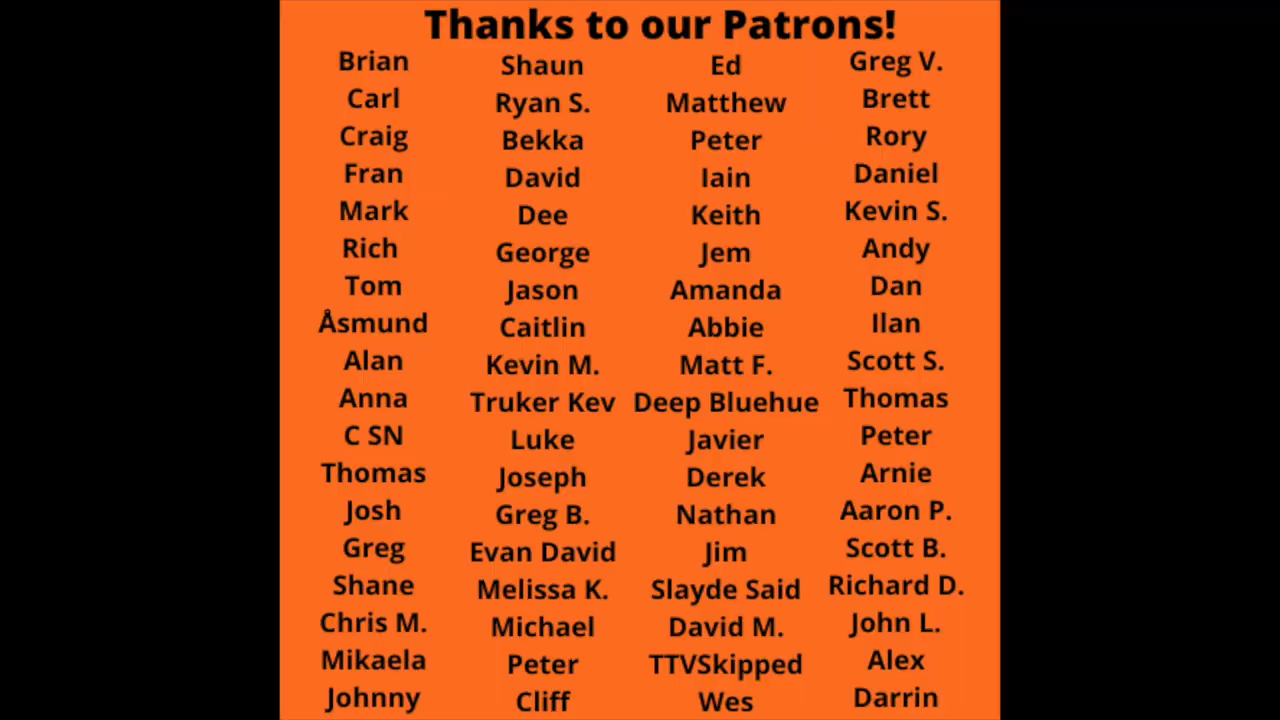 Thanks to our Patrons!
Brian
Carl
Craig
Fran
Mark
Rich
Tom
Åsmund
Alan
Anna
C SN
Thomas
Josh
Greg
Shane
Chris M.
Mikaela
Johnny
Shaun
Ryan S.
Bekka
David
Dee
George
Jason
Caitlin
Kevin M.
Truker Kev
Luke
Joseph
Greg B.
Evan David
Melissa K.
Michael
Peter
Cliff
Ed
Matthew
Peter
Iain
Keith
Jem
Amanda
Abbie
Matt F.
Deep Bluehue
Javier
Derek
Nathan
Jim
Slayde Said
David M.
TTVSkipped
Wes
Greg V.
Brett
Rory
Daniel
Kevin S.
Andy
Dan
Ilan
Scott S.
Thomas
Peter
Arnie
Aaron P.
Scott B.
Richard D.
John L.
Alex
Darrin